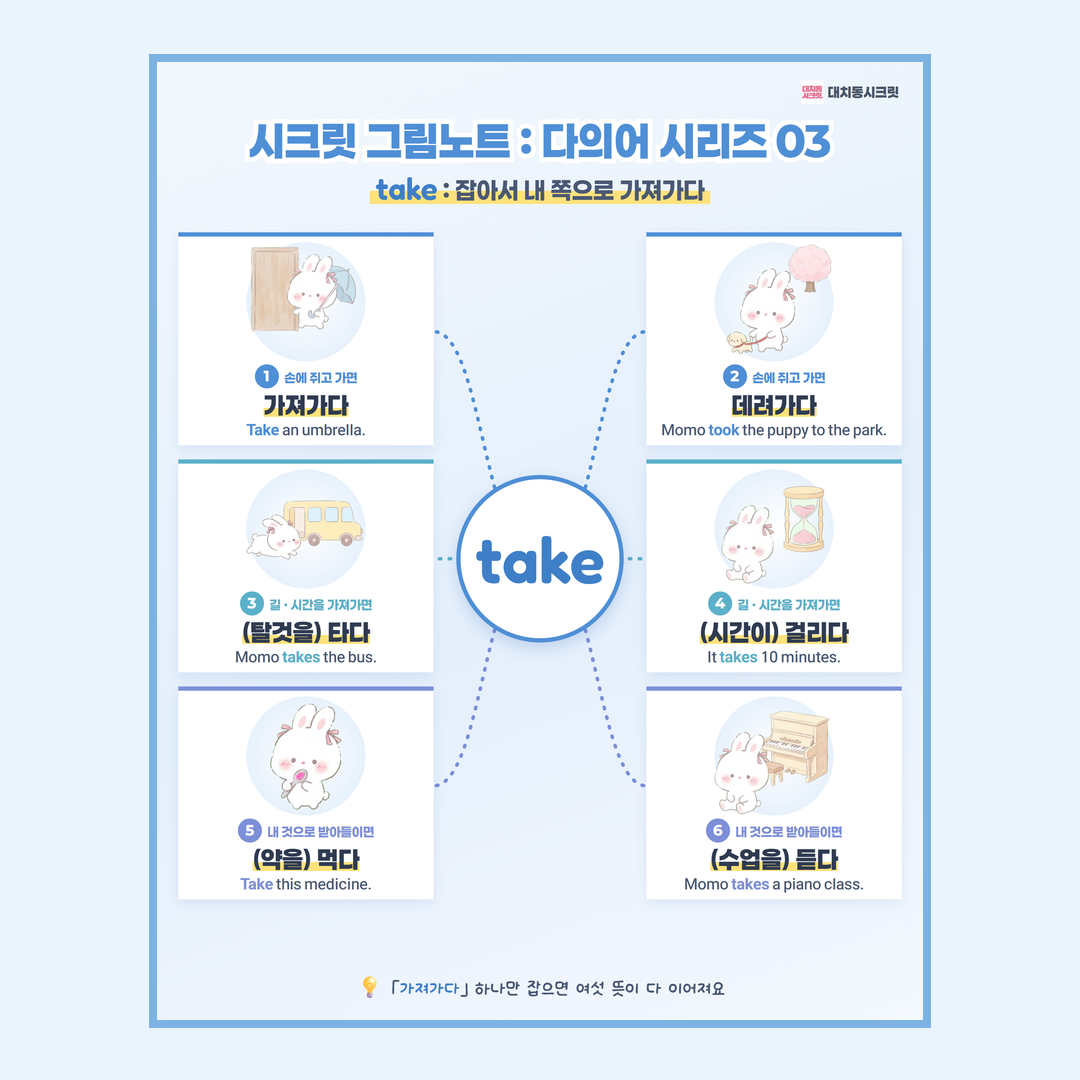 대치동
시크릿
대치동시크릿
시크릿 그림노트 : 다의어 시리즈 03
take : 잡아서 내 쪽으로 가져가다
1 손에 쥐고 가면
가져가다
Take an umbrella.
2 손에 쥐고 가면
데려가다
Momo took the puppy to the park.
3 길 · 시간을 가져가면
(탈것을) 타다
Momo takes the bus.
take
4 길 · 시간을 가져가면
(시간이) 걸리다
It takes 10 minutes.
5 내 것으로 받아들이면
(약을) 먹다
Take this medicine.
6 내 것으로 받아들이면
(수업을) 듣다
Momo takes a piano class.
「가져가다」 하나만 잡으면 여섯 뜻이 다 이어져요